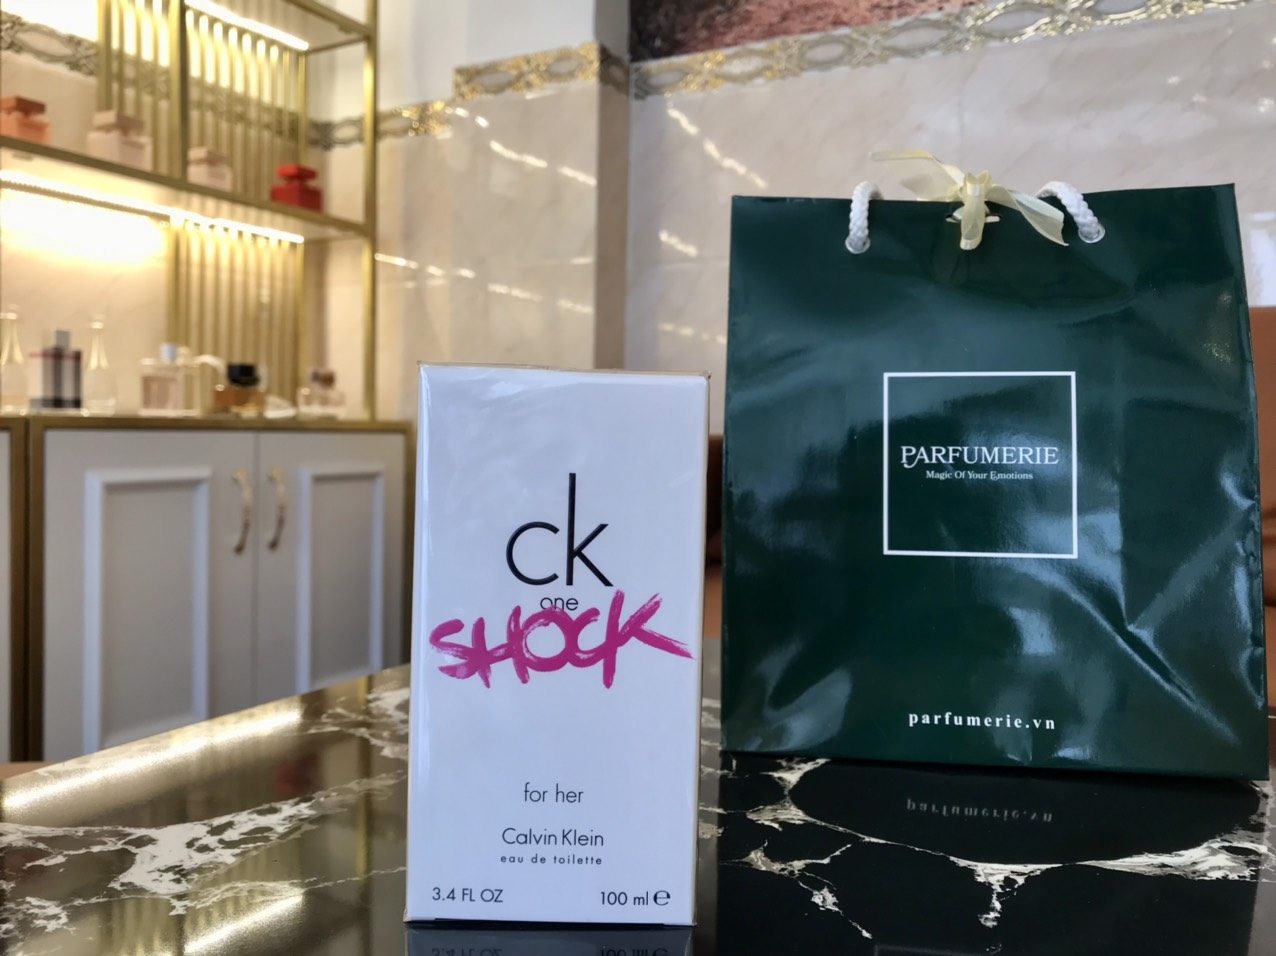 ck
one
SHOCK
for her
Calvin Klein
eau de toilette
3.4 FL OZ 100 ml ℮
PARFUMERIE
Magic Of Your Emotions
parfumerie.vn